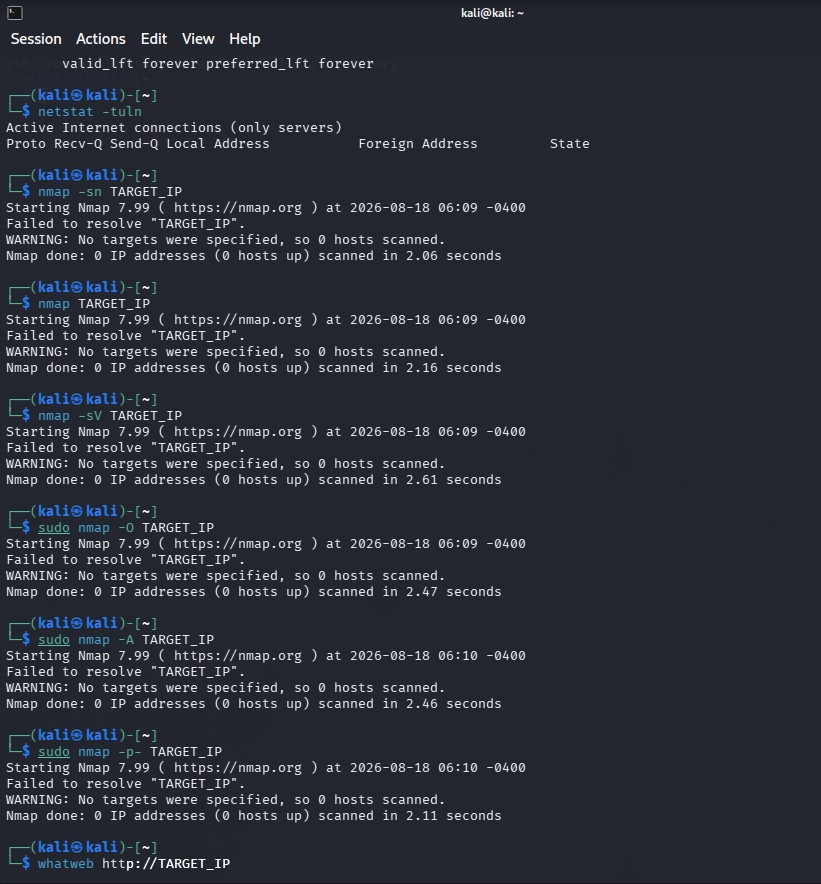 kali@kali: ~
Session Actions Edit View Help
valid_lft forever preferred_lft forever
┌──(kali㉿kali)-[~]
└─$ netstat -tuln
Active Internet connections (only servers)
Proto Recv-Q Send-Q Local Address           Foreign Address         State
┌──(kali㉿kali)-[~]
└─$ nmap -sn TARGET_IP
Starting Nmap 7.99 ( https://nmap.org ) at 2026-08-18 06:09 -0400
Failed to resolve "TARGET_IP".
WARNING: No targets were specified, so 0 hosts scanned.
Nmap done: 0 IP addresses (0 hosts up) scanned in 2.06 seconds
┌──(kali㉿kali)-[~]
└─$ nmap TARGET_IP
Starting Nmap 7.99 ( https://nmap.org ) at 2026-08-18 06:09 -0400
Failed to resolve "TARGET_IP".
WARNING: No targets were specified, so 0 hosts scanned.
Nmap done: 0 IP addresses (0 hosts up) scanned in 2.16 seconds
┌──(kali㉿kali)-[~]
└─$ nmap -sV TARGET_IP
Starting Nmap 7.99 ( https://nmap.org ) at 2026-08-18 06:09 -0400
Failed to resolve "TARGET_IP".
WARNING: No targets were specified, so 0 hosts scanned.
Nmap done: 0 IP addresses (0 hosts up) scanned in 2.61 seconds
┌──(kali㉿kali)-[~]
└─$ sudo nmap -O TARGET_IP
Starting Nmap 7.99 ( https://nmap.org ) at 2026-08-18 06:09 -0400
Failed to resolve "TARGET_IP".
WARNING: No targets were specified, so 0 hosts scanned.
Nmap done: 0 IP addresses (0 hosts up) scanned in 2.47 seconds
┌──(kali㉿kali)-[~]
└─$ sudo nmap -A TARGET_IP
Starting Nmap 7.99 ( https://nmap.org ) at 2026-08-18 06:10 -0400
Failed to resolve "TARGET_IP".
WARNING: No targets were specified, so 0 hosts scanned.
Nmap done: 0 IP addresses (0 hosts up) scanned in 2.46 seconds
┌──(kali㉿kali)-[~]
└─$ sudo nmap -p- TARGET_IP
Starting Nmap 7.99 ( https://nmap.org ) at 2026-08-18 06:10 -0400
Failed to resolve "TARGET_IP".
WARNING: No targets were specified, so 0 hosts scanned.
Nmap done: 0 IP addresses (0 hosts up) scanned in 2.11 seconds
┌──(kali㉿kali)-[~]
└─$ whatweb http://TARGET_IP